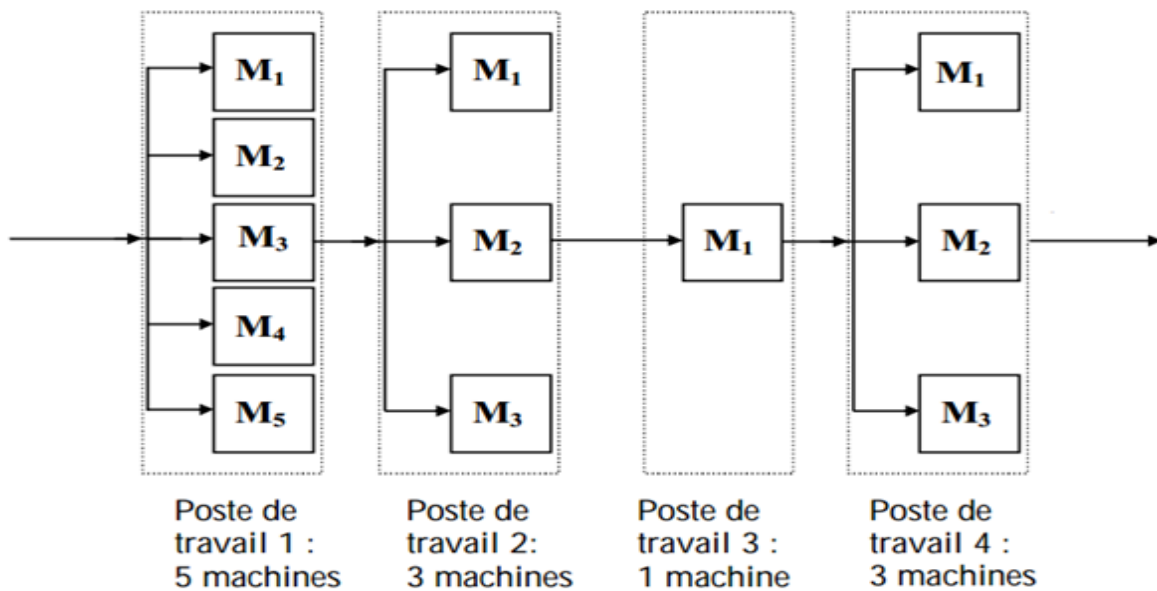 M₁
M₂
M₃
M₄
M₅
M₁
M₂
M₃
M₁
M₁
M₂
M₃
Poste de
travail 1 :
5 machines
Poste de
travail 2:
3 machines
Poste de
travail 3 :
1 machine
Poste de
travail 4 :
3 machines